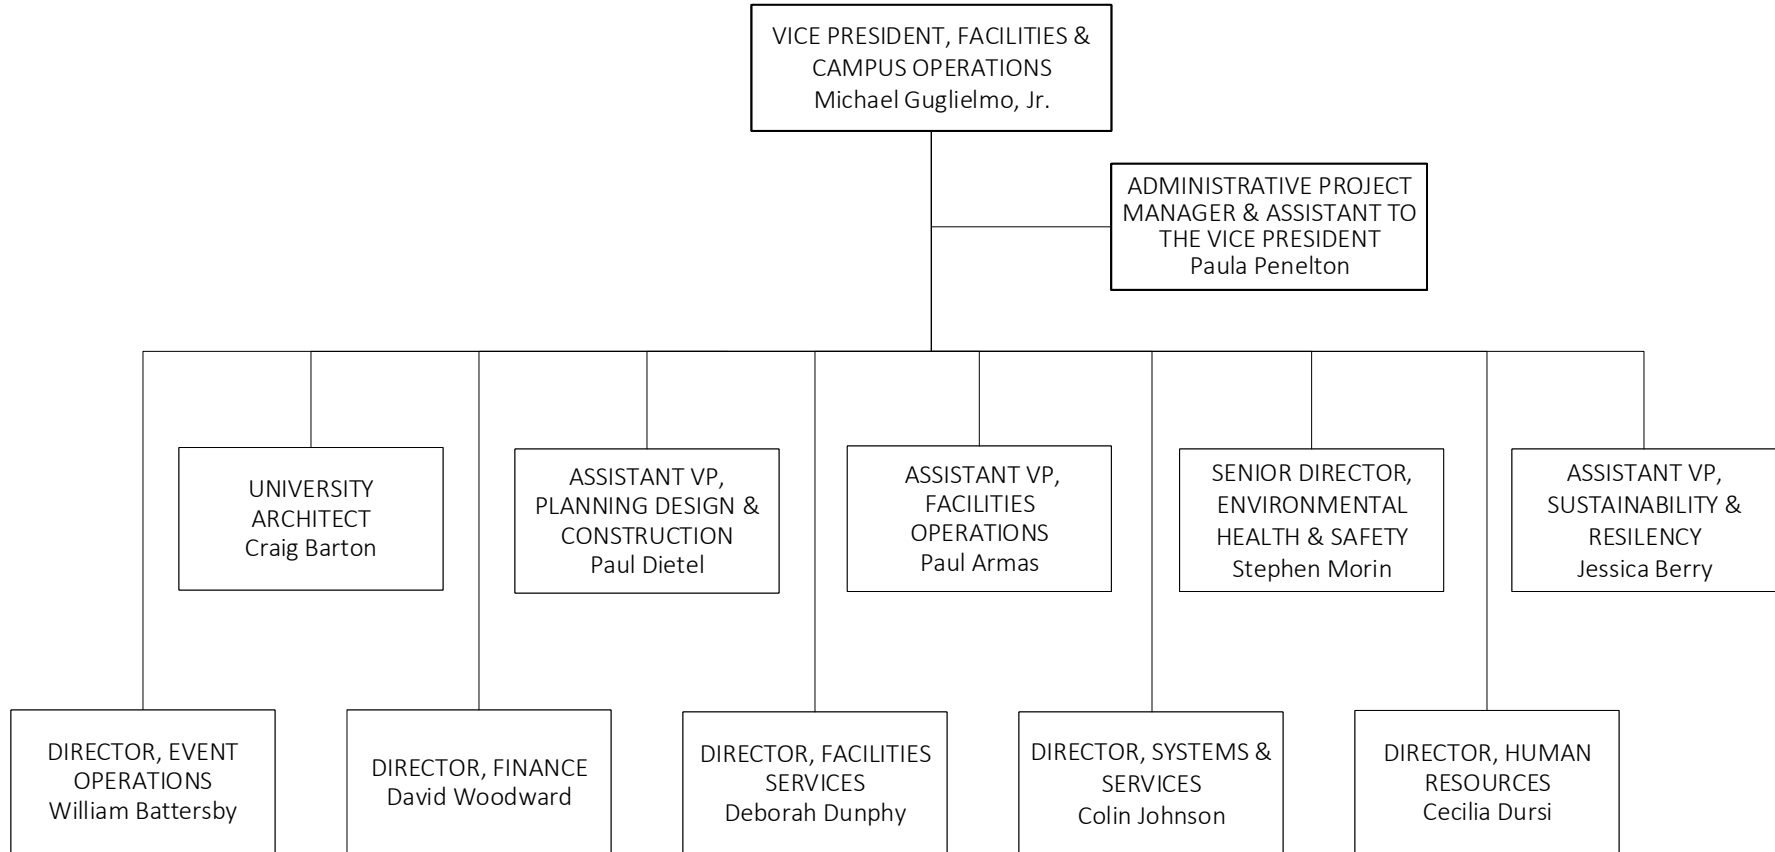 VICE PRESIDENT, FACILITIES &
CAMPUS OPERATIONS
Michael Guglielmo, Jr.
ADMINISTRATIVE PROJECT
MANAGER & ASSISTANT TO
THE VICE PRESIDENT
Paula Penelton
UNIVERSITY
ARCHITECT
Craig Barton
ASSISTANT VP,
PLANNING DESIGN &
CONSTRUCTION
Paul Dietel
ASSISTANT VP,
FACILITIES
OPERATIONS
Paul Armas
SENIOR DIRECTOR,
ENVIRONMENTAL
HEALTH & SAFETY
Stephen Morin
ASSISTANT VP,
SUSTAINABILITY &
RESILENCY
Jessica Berry
DIRECTOR, EVENT
OPERATIONS
William Battersby
DIRECTOR, FINANCE
David Woodward
DIRECTOR, FACILITIES
SERVICES
Deborah Dunphy
DIRECTOR, SYSTEMS &
SERVICES
Colin Johnson
DIRECTOR, HUMAN
RESOURCES
Cecilia Dursi